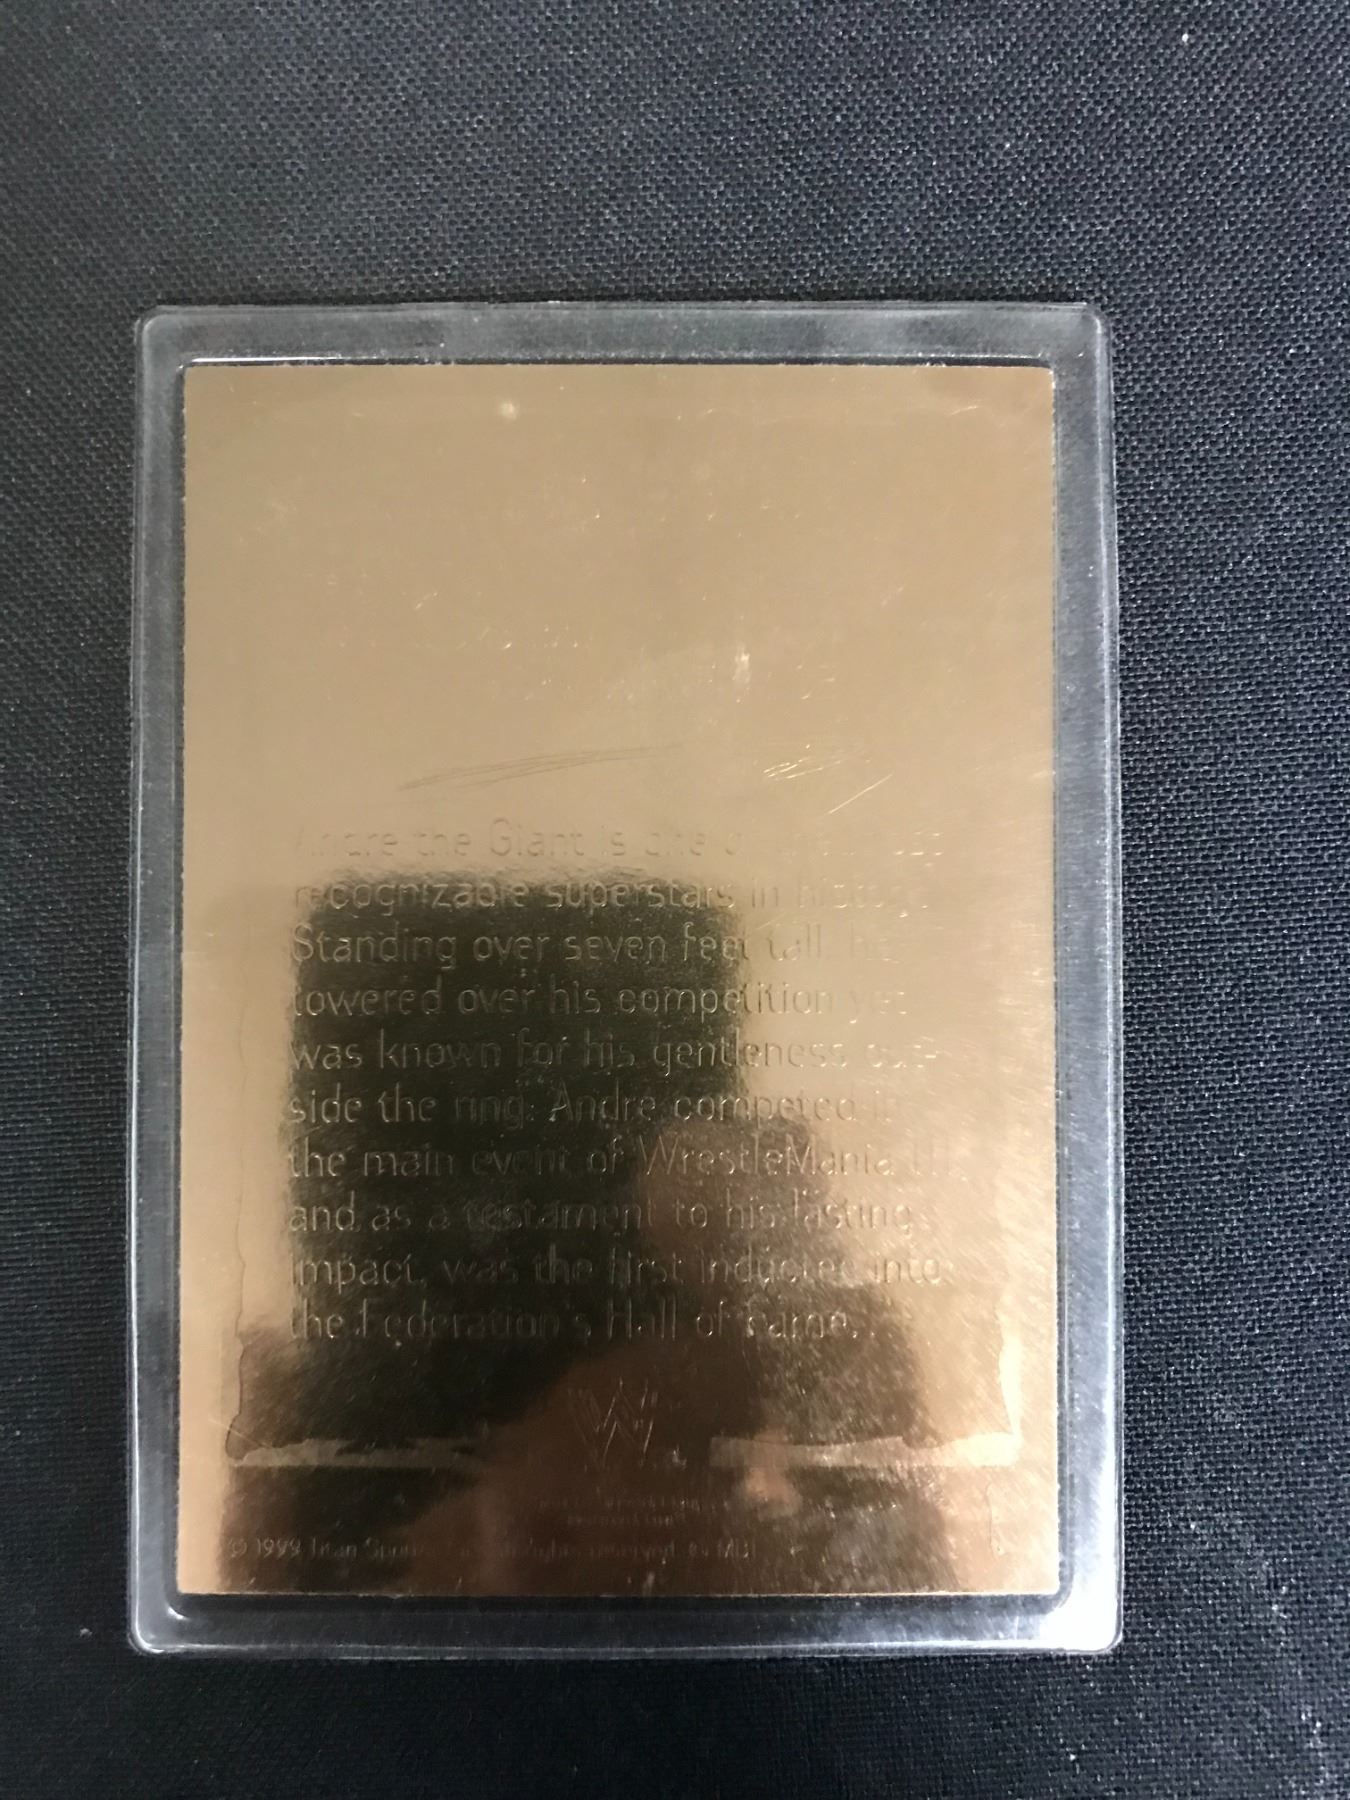 Andre the Giant is one of the most
recognizable superstars in history.
Standing over seven feet tall, he
towered over his competition yet
was known for his gentleness out-
side the ring. Andre competed in
the main event of WrestleMania III
and, as a testament to his lasting
impact, was the first inducted into
the Federation's Hall of Fame.
W
© 1999 Titan Sports, Inc. All rights reserved. © MBI